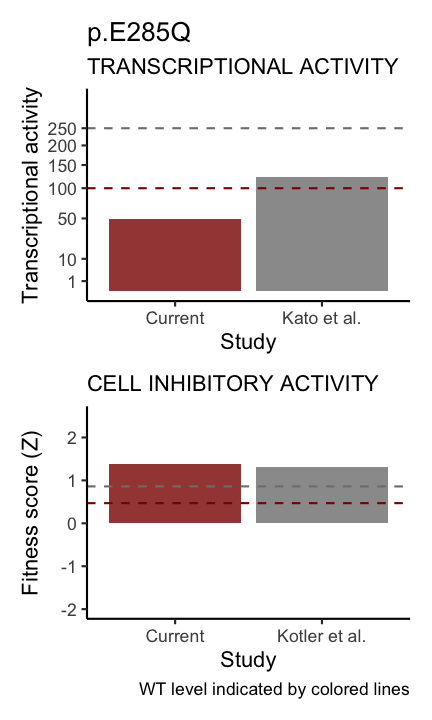 p.E285Q
TRANSCRIPTIONAL ACTIVITY
Transcriptional activity
250
200
150
100
50
10
1
Current
Kato et al.
Study
CELL INHIBITORY ACTIVITY
Fitness score (Z)
2
1
0
-1
-2
Current
Kotler et al.
Study
WT level indicated by colored lines